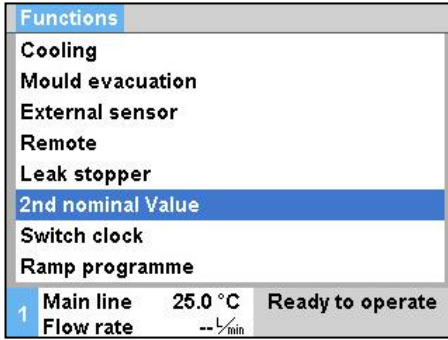 Functions
Cooling
Mould evacuation
External sensor
Remote
Leak stopper
2nd nominal Value
Switch clock
Ramp programme
1 Main line 25.0 °C Ready to operate
Flow rate -- L/min